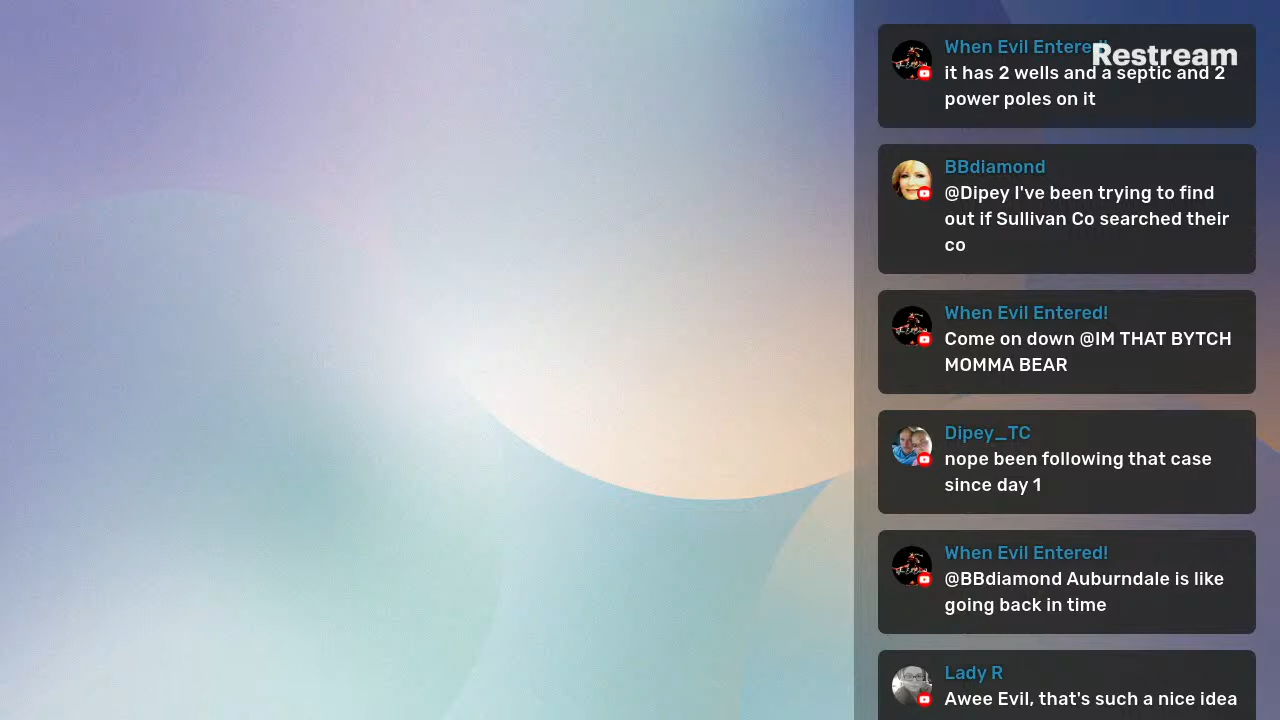 When Evil Entered!
Restream
it has 2 wells and a septic and 2
power poles on it
BBdiamond
@Dipey I've been trying to find
out if Sullivan Co searched their
co
When Evil Entered!
Come on down @IM THAT BYTCH
MOMMA BEAR
Dipey_TC
nope been following that case
since day 1
When Evil Entered!
@BBdiamond Auburndale is like
going back in time
Lady R
Awee Evil, that's such a nice idea